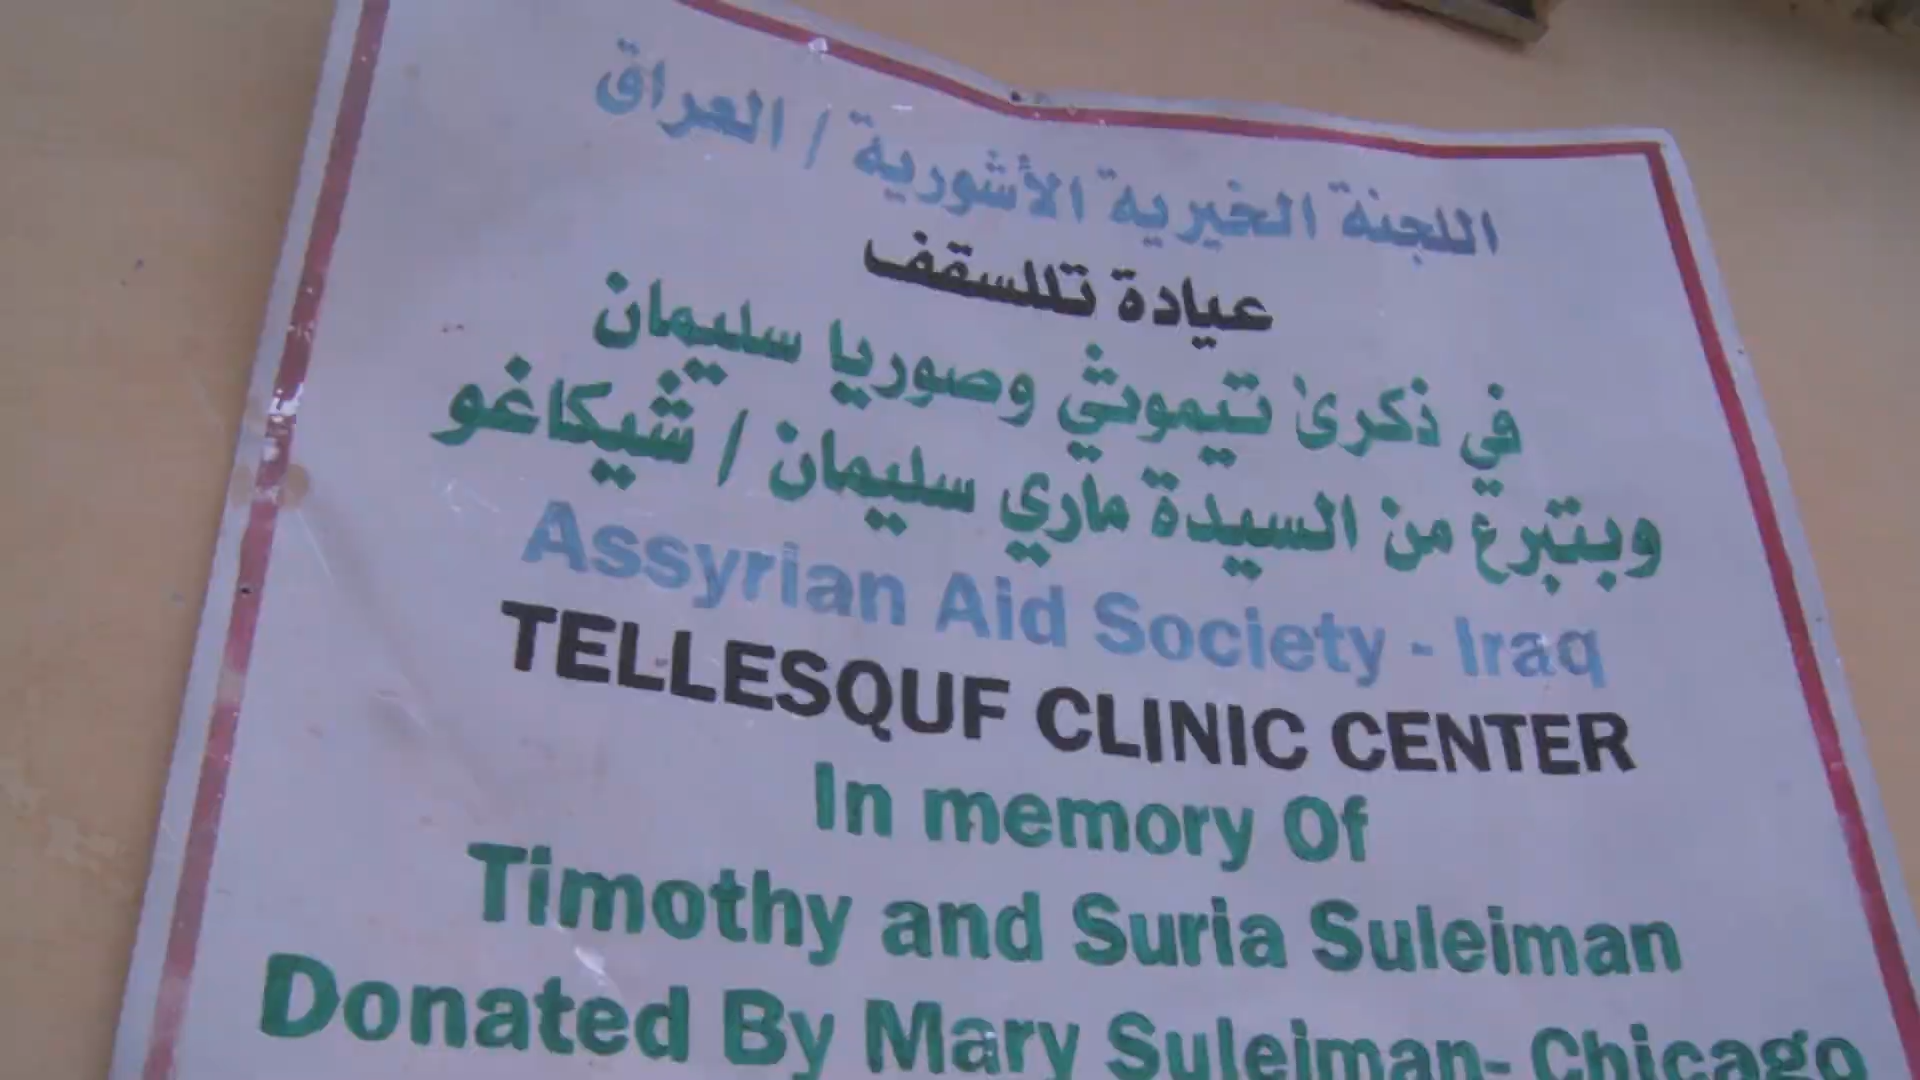 اللجنة الخيرية الأشورية / العراق
عيادة تللسقف
في ذكرى تيموثي وصوريا سليمان
وبتبرع من السيدة ماري سليمان / شيكاغو
Assyrian Aid Society - Iraq
TELLESQUF CLINIC CENTER
In memory Of
Timothy and Suria Suleiman
Donated By Mary Suleiman- Chicago